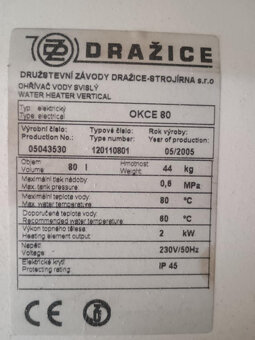 DRAŽICE
DRUŽSTEVNÍ ZÁVODY DRAŽICE-STROJÍRNA s.r.o
OHŘÍVAČ VODY SVISLÝ
WATER HEATER VERTICAL
Typ: elektrický
Type: electrical
OKCE 80
Výrobní číslo: Typové číslo: Rok výroby:
Production No.: Type number: Year of production:
05043530 120110801 05/2005
Objem 80 l Hmotnost 44 kg
Volume Weight
Maximální tlak nádoby 0,6 MPa
Max. tank pressure
Maximální teplota vody 80 °C
Max. water temperature
Doporučené teplota vody 60 °C
Recommended temperature
Výkon topného tělesa 2 kW
Heating element output
Napětí 230V/50Hz
Voltage
Elektrické krytí IP 45
Protecting rating
CE